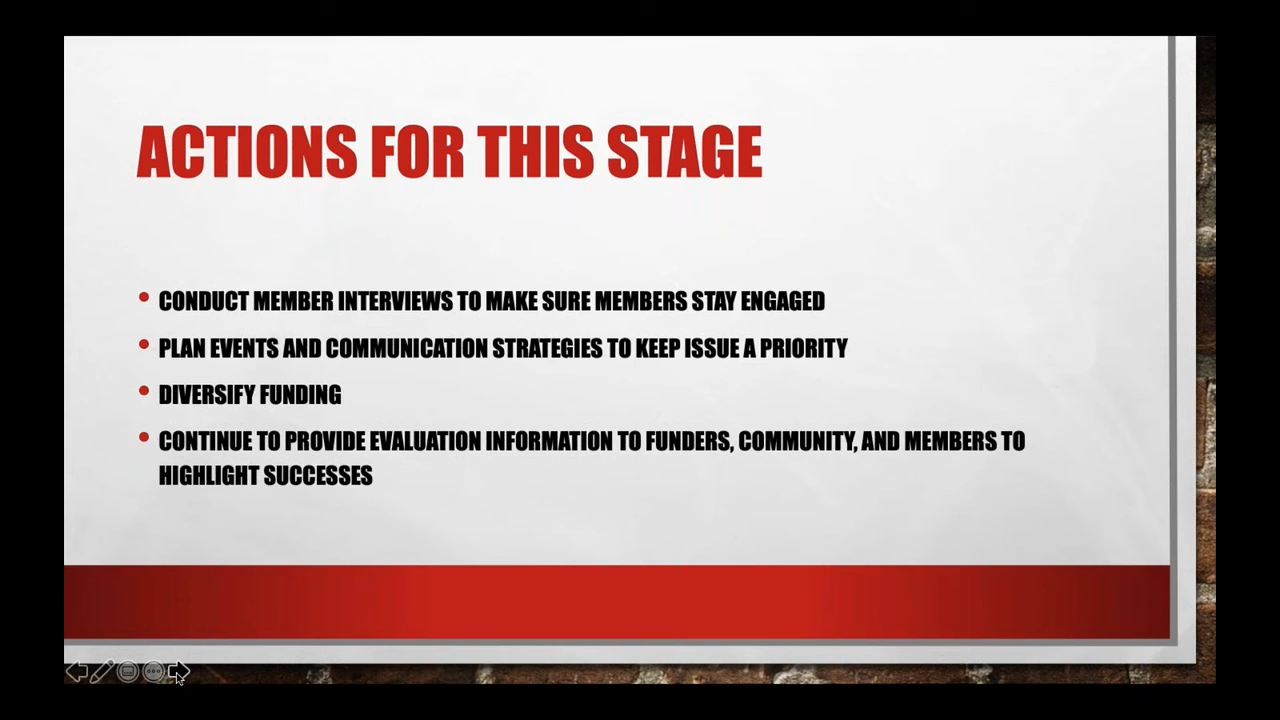 ACTIONS FOR THIS STAGE
• CONDUCT MEMBER INTERVIEWS TO MAKE SURE MEMBERS STAY ENGAGED
• PLAN EVENTS AND COMMUNICATION STRATEGIES TO KEEP ISSUE A PRIORITY
• DIVERSIFY FUNDING
• CONTINUE TO PROVIDE EVALUATION INFORMATION TO FUNDERS, COMMUNITY, AND MEMBERS TO
HIGHLIGHT SUCCESSES